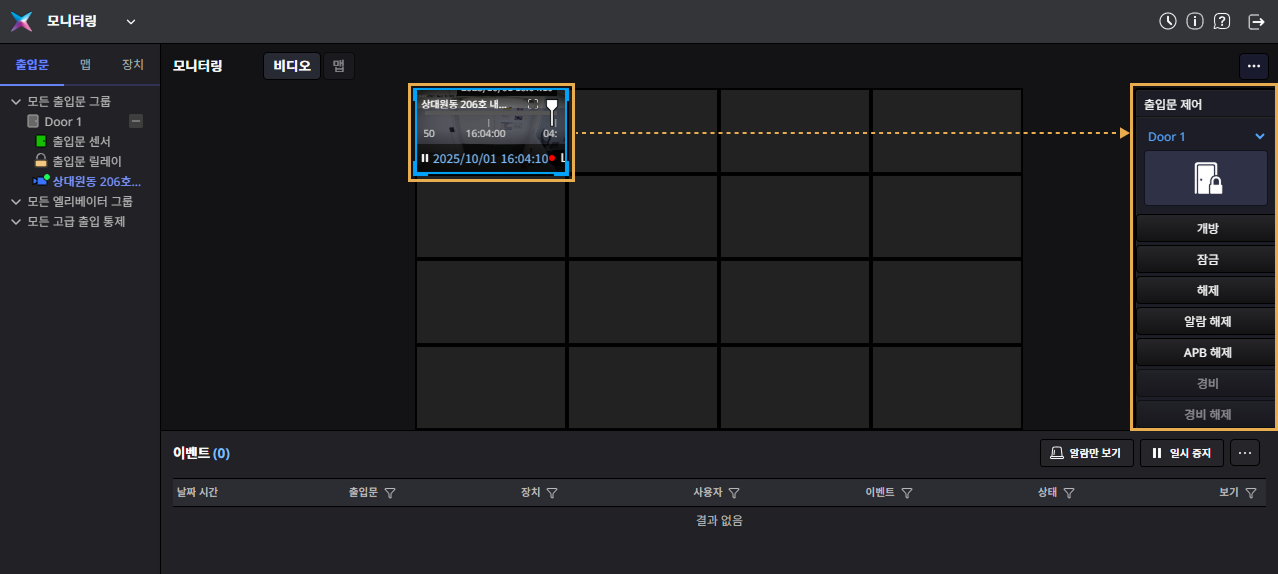 모니터링
출입문 맵 장치
모니터링 비디오 맵
모든 출입문 그룹
Door 1
출입문 센서
출입문 릴레이
상대원동 206호...
모든 엘리베이터 그룹
모든 고급 출입 통제
상대원동 206호 내...
50 16:04:00 04:
2025/10/01 16:04:10 L
출입문 제어
Door 1
개방
잠금
해제
알람 해제
APB 해제
경비
경비 해제
이벤트 (0)
알람만 보기 일시 중지
날짜 시간 출입문 장치 사용자 이벤트 상태 보기
결과 없음